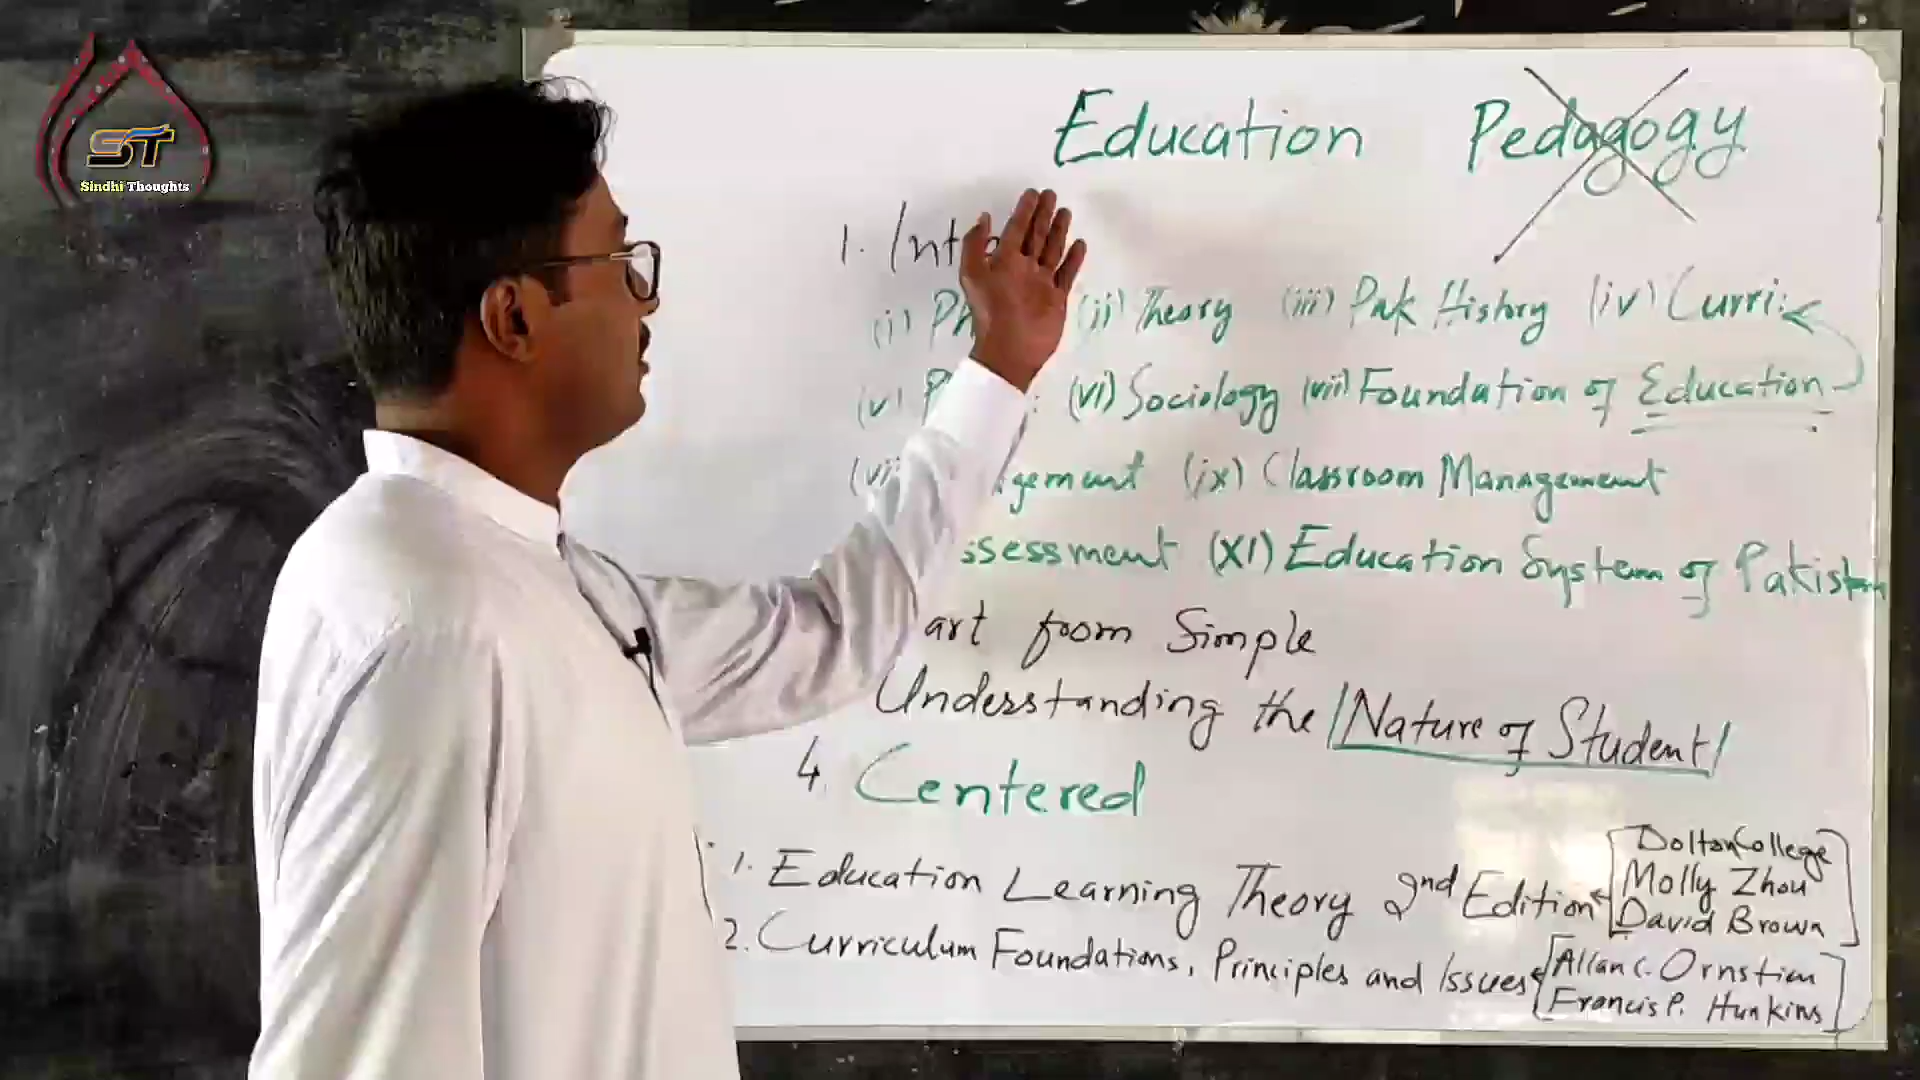 ST
Sindhi Thoughts
Education Pedagogy
1. Intro
(i) Ph (ii) Theory (iii) Pak History (iv) Curri:
(v) P : (vi) Sociology (vii) Foundation of Education
(vi gement (ix) Classroom Management
ssessment (XI) Education System of Pakistan
art from Simple
Understanding the Nature of Student
4. Centered
1. Education Learning Theory 2nd Edition
Dolton College
Molly Zhou
David Brown
2. Curriculum Foundations, Principles and Issues
Allan C. Ornstian
Francis P. Hunkins